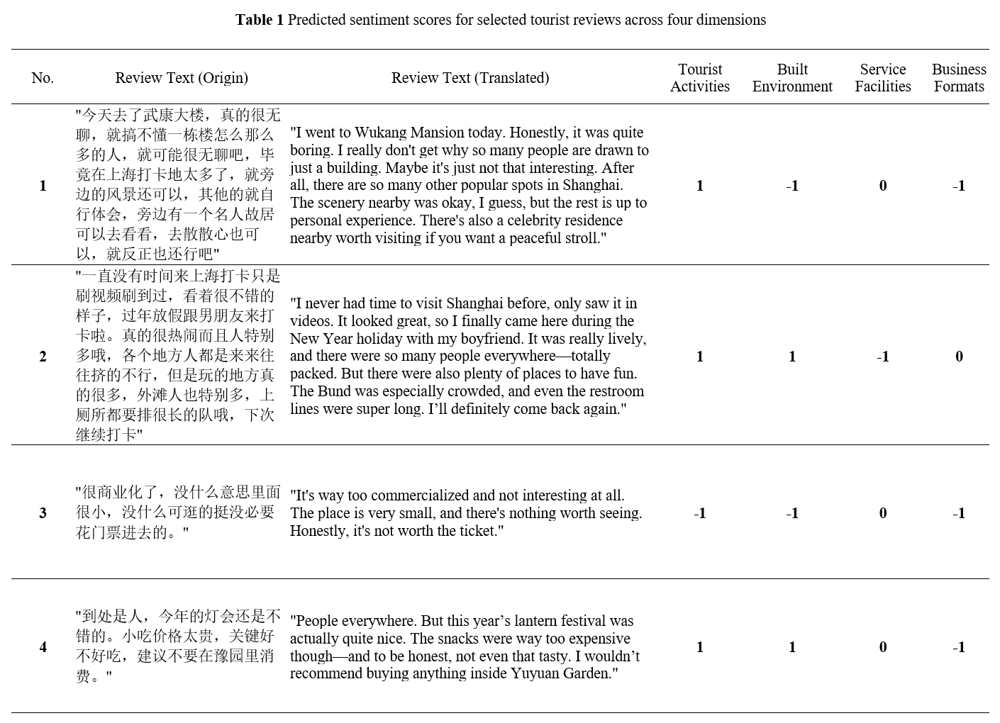 Table 1 Predicted sentiment scores for selected tourist reviews across four dimensions
No.
Review Text (Origin)
Review Text (Translated)
Tourist
Activities
Built
Environment
Service
Facilities
Business
Formats
1
"今天去了武康大楼，真的很无
聊，就搞不懂一栋楼怎么那么
多的人，就可能很无聊吧，毕
竟在上海打卡地太多了，就旁
边的风景还可以，其他的就自
行体会，旁边有一个名人故居
可以去看看，去散散心也可
以，就反正也还行吧"
"I went to Wukang Mansion today. Honestly, it was quite
boring. I really don't get why so many people are drawn to
just a building. Maybe it's just not that interesting. After
all, there are so many other popular spots in Shanghai.
The scenery nearby was okay, I guess, but the rest is up to
personal experience. There's also a celebrity residence
nearby worth visiting if you want a peaceful stroll."
1
-1
0
-1
2
"一直没有时间来上海打卡只是
刷视频刷到过，看着很不错的
样子，过年放假跟男朋友来打
卡啦。真的很热闹而且人特别
多哦，各个地方人都是来来往
往挤的不行，但是玩的地方真
的很多，外滩人也特别多，上
厕所都要排很长的队哦，下次
继续打卡"
"I never had time to visit Shanghai before, only saw it in
videos. It looked great, so I finally came here during the
New Year holiday with my boyfriend. It was really lively,
and there were so many people everywhere—totally
packed. But there were also plenty of places to have fun.
The Bund was especially crowded, and even the restroom
lines were super long. I’ll definitely come back again."
1
1
-1
0
3
"很商业化了，没什么意思里面
很小，没什么可逛的挺没必要
花门票进去的。"
"It's way too commercialized and not interesting at all.
The place is very small, and there's nothing worth seeing.
Honestly, it's not worth the ticket."
-1
-1
0
-1
4
"到处是人，今年的灯会还是不
错的。小吃价格太贵，关键好
不好吃，建议不要在豫园里消
费。"
"People everywhere. But this year’s lantern festival was
actually quite nice. The snacks were way too expensive
though—and to be honest, not even that tasty. I wouldn’t
recommend buying anything inside Yuyuan Garden."
1
1
0
-1